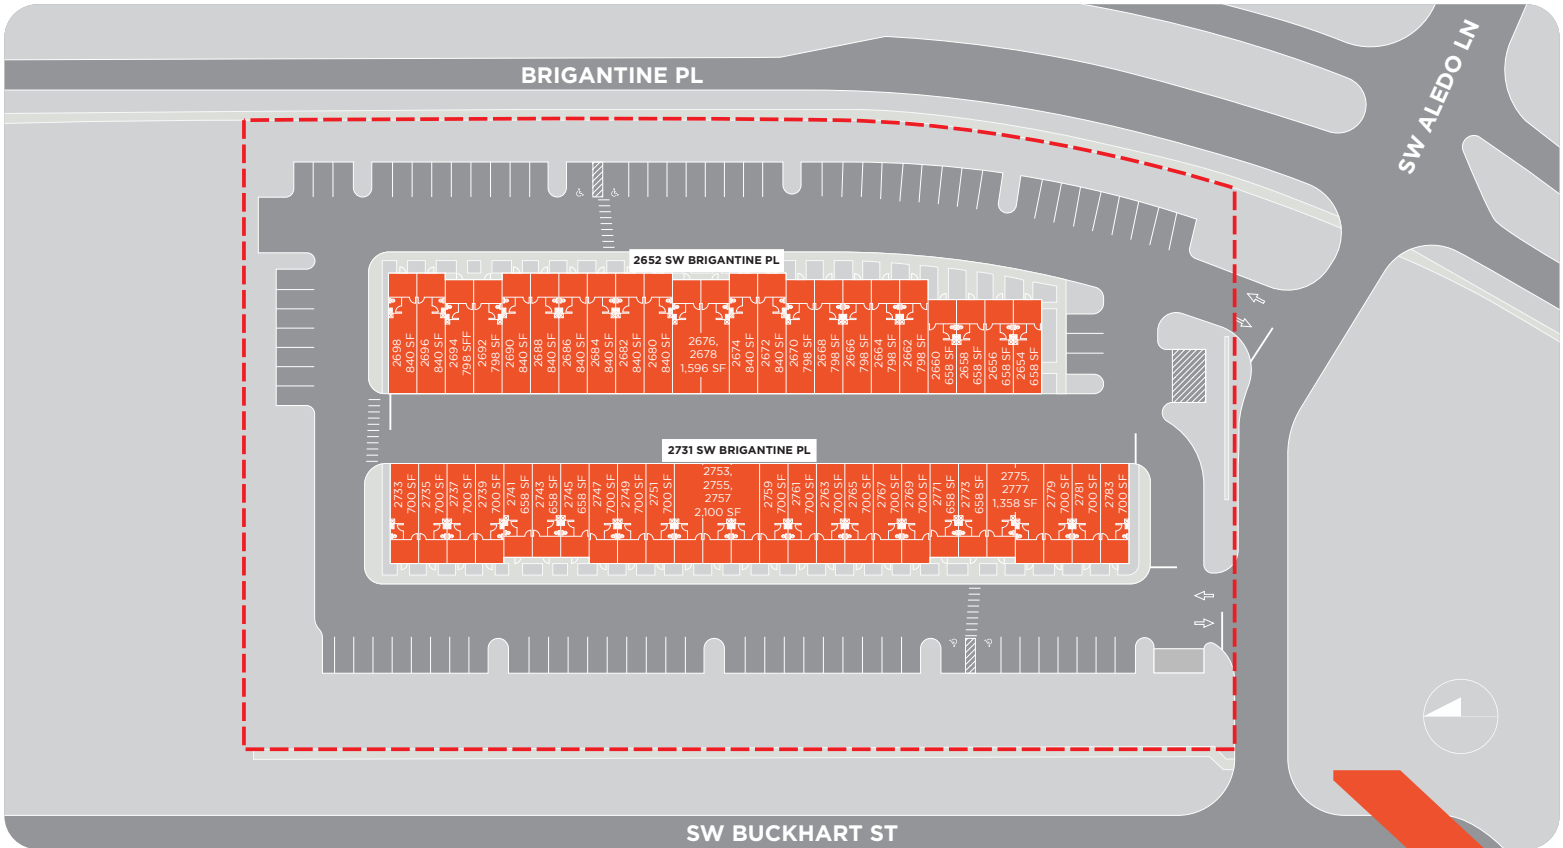 BRIGANTINE PL
SW ALEDO LN
2652 SW BRIGANTINE PL
2698
840 SF
2696
840 SF
2694
798 SFF
2692
798 SF
2690
840 SF
2688
840 SF
2686
840 SF
2684
840 SF
2682
840 SF
2680
840 SF
2676,
2678
1,596 SF
2674
840 SF
2672
840 SF
2670
798 SF
2668
798 SF
2666
798 SF
2664
798 SF
2662
798 SF
2660
658 SF
2658
658 SF
2656
658 SF
2654
658 SF
2731 SW BRIGANTINE PL
2733
700 SF
2735
700 SF
2737
700 SF
2739
700 SF
2741
658 SF
2743
658 SF
2745
658 SF
2747
700 SF
2749
700 SF
2751
700 SF
2753,
2755,
2757
2,100 SF
2759
700 SF
2761
700 SF
2763
700 SF
2765
700 SF
2767
700 SF
2769
700 SF
2771
658 SF
2773
658 SF
2775,
2777
1,358 SF
2779
700 SF
2781
700 SF
2783
700 SF
SW BUCKHART ST